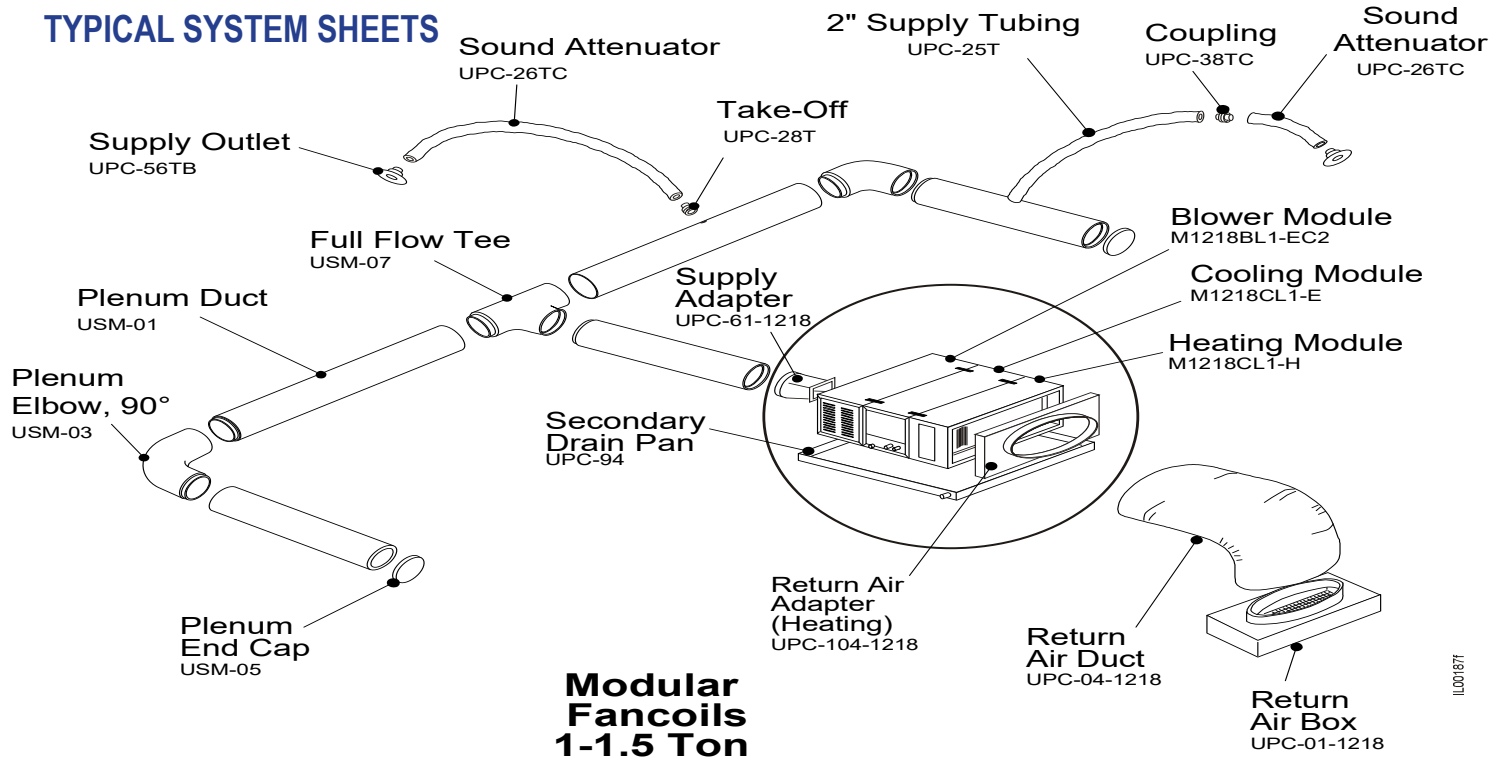 TYPICAL SYSTEM SHEETS
Sound Attenuator
UPC-26TC
2" Supply Tubing
UPC-25T
Coupling
UPC-38TC
Sound
Attenuator
UPC-26TC
Supply Outlet
UPC-56TB
Take-Off
UPC-28T
Full Flow Tee
USM-07
Plenum Duct
USM-01
Plenum
Elbow, 90°
USM-03
Supply
Adapter
UPC-61-1218
Blower Module
M1218BL1-EC2
Cooling Module
M1218CL1-E
Heating Module
M1218CL1-H
Secondary
Drain Pan
UPC-94
Plenum
End Cap
USM-05
Return Air
Adapter
(Heating)
UPC-104-1218
Return
Air Duct
UPC-04-1218
Return
Air Box
UPC-01-1218
Modular
Fancoils
1-1.5 Ton
IL00187f